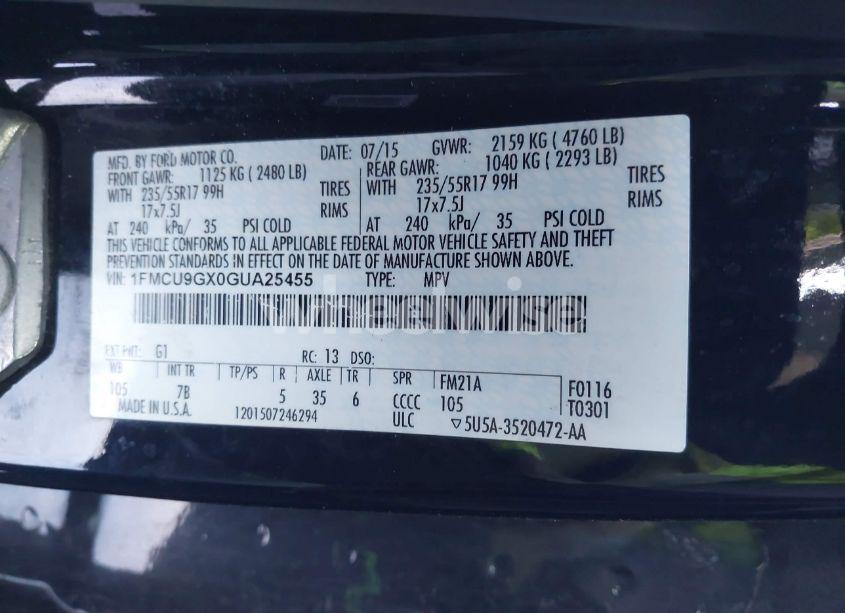 MFD. BY FORD MOTOR CO. DATE: 07/15 GVWR: 2159 KG ( 4760 LB)
FRONT GAWR: 1125 KG ( 2480 LB) REAR GAWR: 1040 KG ( 2293 LB)
WITH 235/55R17 99H TIRES WITH 235/55R17 99H TIRES
17x7.5J RIMS 17x7.5J RIMS
AT 240 kPa/ 35 PSI COLD AT 240 kPa/ 35 PSI COLD
THIS VEHICLE CONFORMS TO ALL APPLICABLE FEDERAL MOTOR VEHICLE SAFETY AND THEFT
PREVENTION STANDARDS IN EFFECT ON THE DATE OF MANUFACTURE SHOWN ABOVE.
VIN: 1FMCU9GX0GUA25455 TYPE: MPV
wheelwise
EXT PNT: G1 RC: 13 DSO:
WB INT TR TP/PS R AXLE TR SPR FM21A F0116
105 7B 5 35 6 CCCC 105 T0301
MADE IN U.S.A. 1201507246294 ULC ▽5U5A-3520472-AA